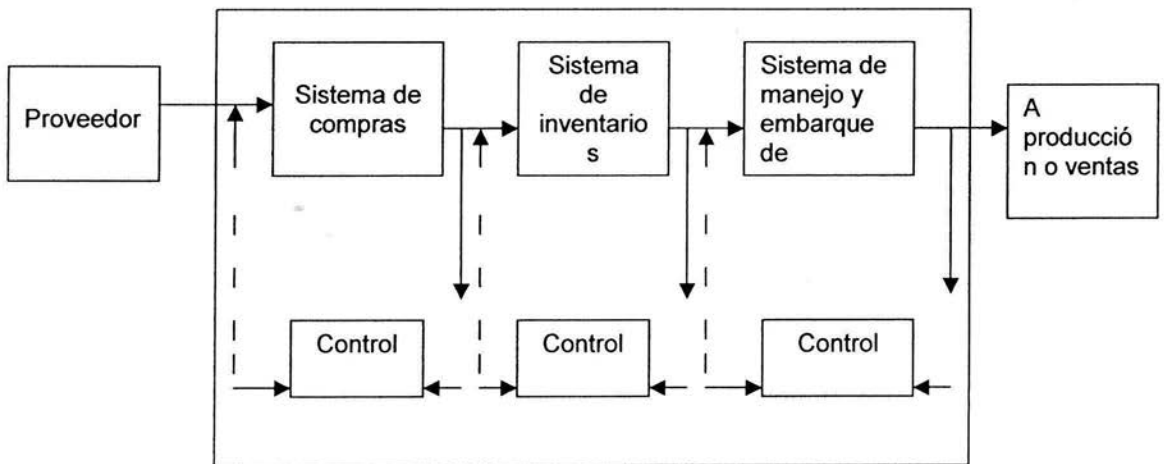 Proveedor
Sistema de
compras
Sistema
de
inventario
s
Sistema de
manejo y
embarque
de
A
producció
n o ventas
Control
Control
Control